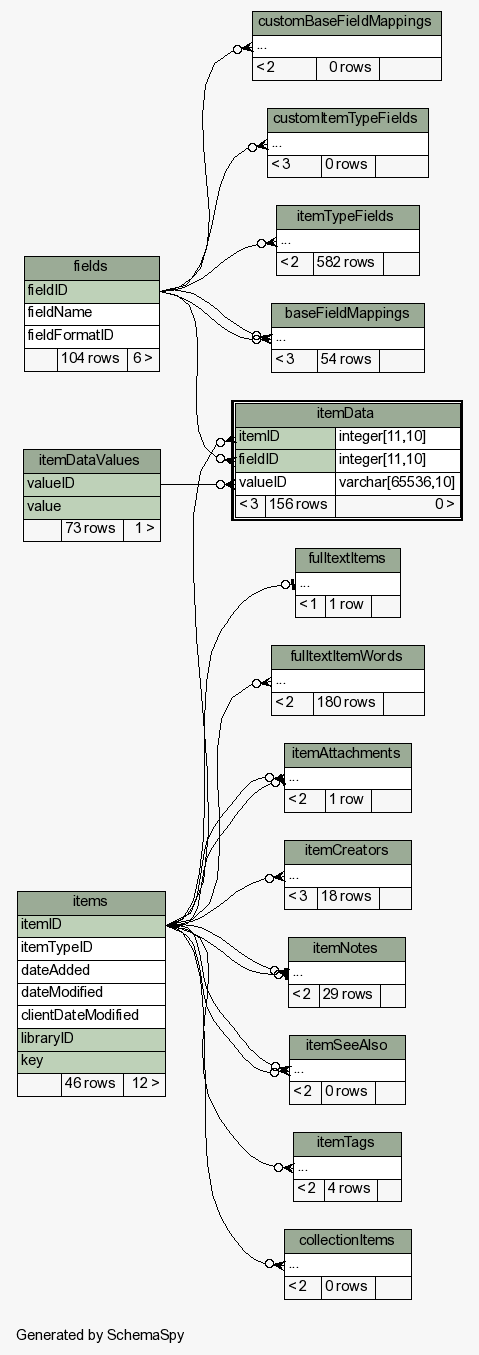 customBaseFieldMappings
...
< 2 0 rows
customItemTypeFields
...
< 3 0 rows
itemTypeFields
...
< 2 582 rows
fields
fieldID
fieldName
fieldFormatID
104 rows 6 >
baseFieldMappings
...
< 3 54 rows
itemData
itemID integer[11,10]
fieldID integer[11,10]
valueID varchar[65536,10]
< 3 156 rows 0 >
itemDataValues
valueID
value
73 rows 1 >
fulltextItems
...
< 1 1 row
fulltextItemWords
...
< 2 180 rows
itemAttachments
...
< 2 1 row
itemCreators
...
< 3 18 rows
items
itemID
itemTypeID
dateAdded
dateModified
clientDateModified
libraryID
key
46 rows 12 >
itemNotes
...
< 2 29 rows
itemSeeAlso
...
< 2 0 rows
itemTags
...
< 2 4 rows
collectionItems
...
< 2 0 rows
Generated by SchemaSpy